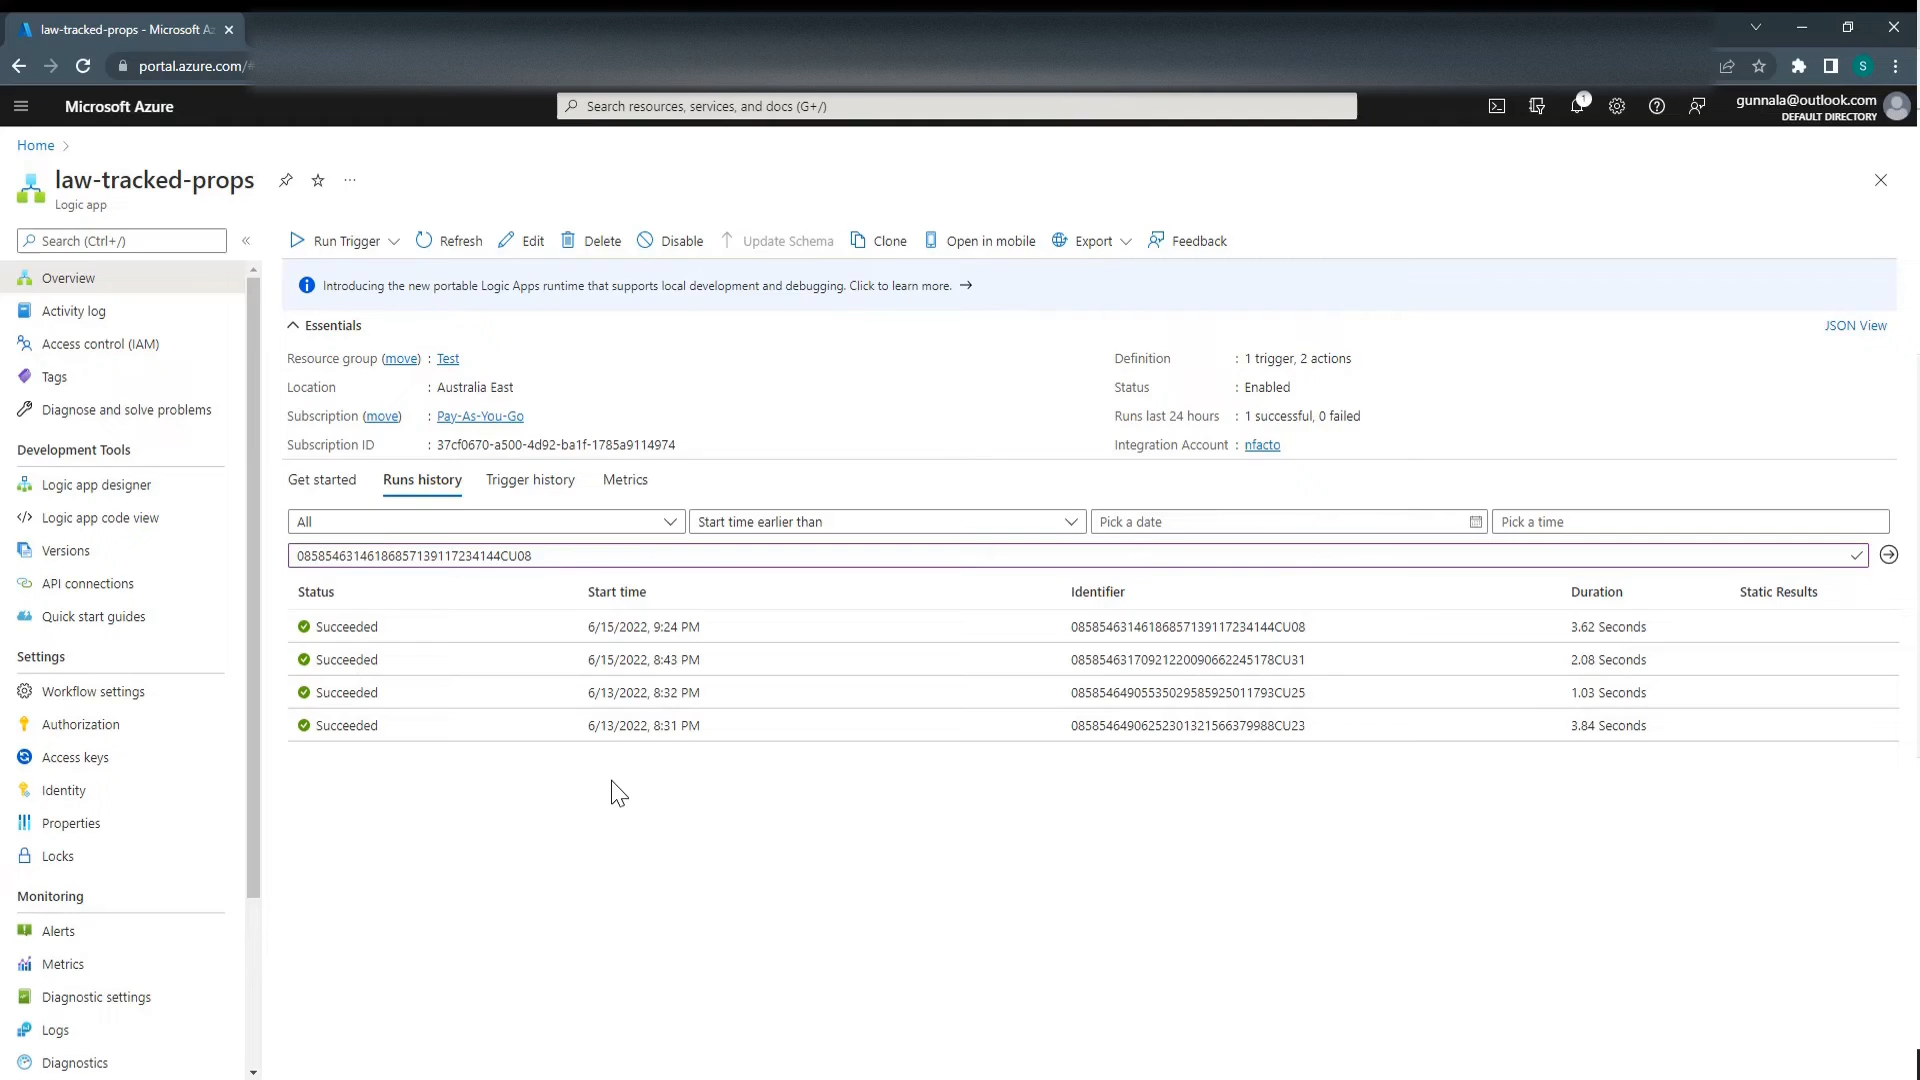 law-tracked-props - Microsoft Az
portal.azure.com/#
S
Microsoft Azure
Search resources, services, and docs (G+/)
1
gunnala@outlook.com
DEFAULT DIRECTORY
Home
law-tracked-props
Logic app
Search (Ctrl+/)
«
Run Trigger
Refresh
Edit
Delete
Disable
Update Schema
Clone
Open in mobile
Export
Feedback
Introducing the new portable Logic Apps runtime that supports local development and debugging. Click to learn more. →
Overview
Activity log
Access control (IAM)
Tags
Diagnose and solve problems
Development Tools
Logic app designer
Logic app code view
Versions
API connections
Quick start guides
Settings
Workflow settings
Authorization
Access keys
Identity
Properties
Locks
Monitoring
Alerts
Metrics
Diagnostic settings
Logs
Diagnostics
Essentials
JSON View
Resource group (move) : Test
Location : Australia East
Subscription (move) : Pay-As-You-Go
Subscription ID : 37cf0670-a500-4d92-ba1f-1785a9114974
Definition : 1 trigger, 2 actions
Status : Enabled
Runs last 24 hours : 1 successful, 0 failed
Integration Account : nfacto
Get started
Runs history
Trigger history
Metrics
All
Start time earlier than
Pick a date
Pick a time
08585463146186857139117234144CU08
Status Start time Identifier Duration Static Results
Succeeded 6/15/2022, 9:24 PM 08585463146186857139117234144CU08 3.62 Seconds
Succeeded 6/15/2022, 8:43 PM 08585463170921220090662245178CU31 2.08 Seconds
Succeeded 6/13/2022, 8:32 PM 08585464905535029585925011793CU25 1.03 Seconds
Succeeded 6/13/2022, 8:31 PM 08585464906252301321566379988CU23 3.84 Seconds